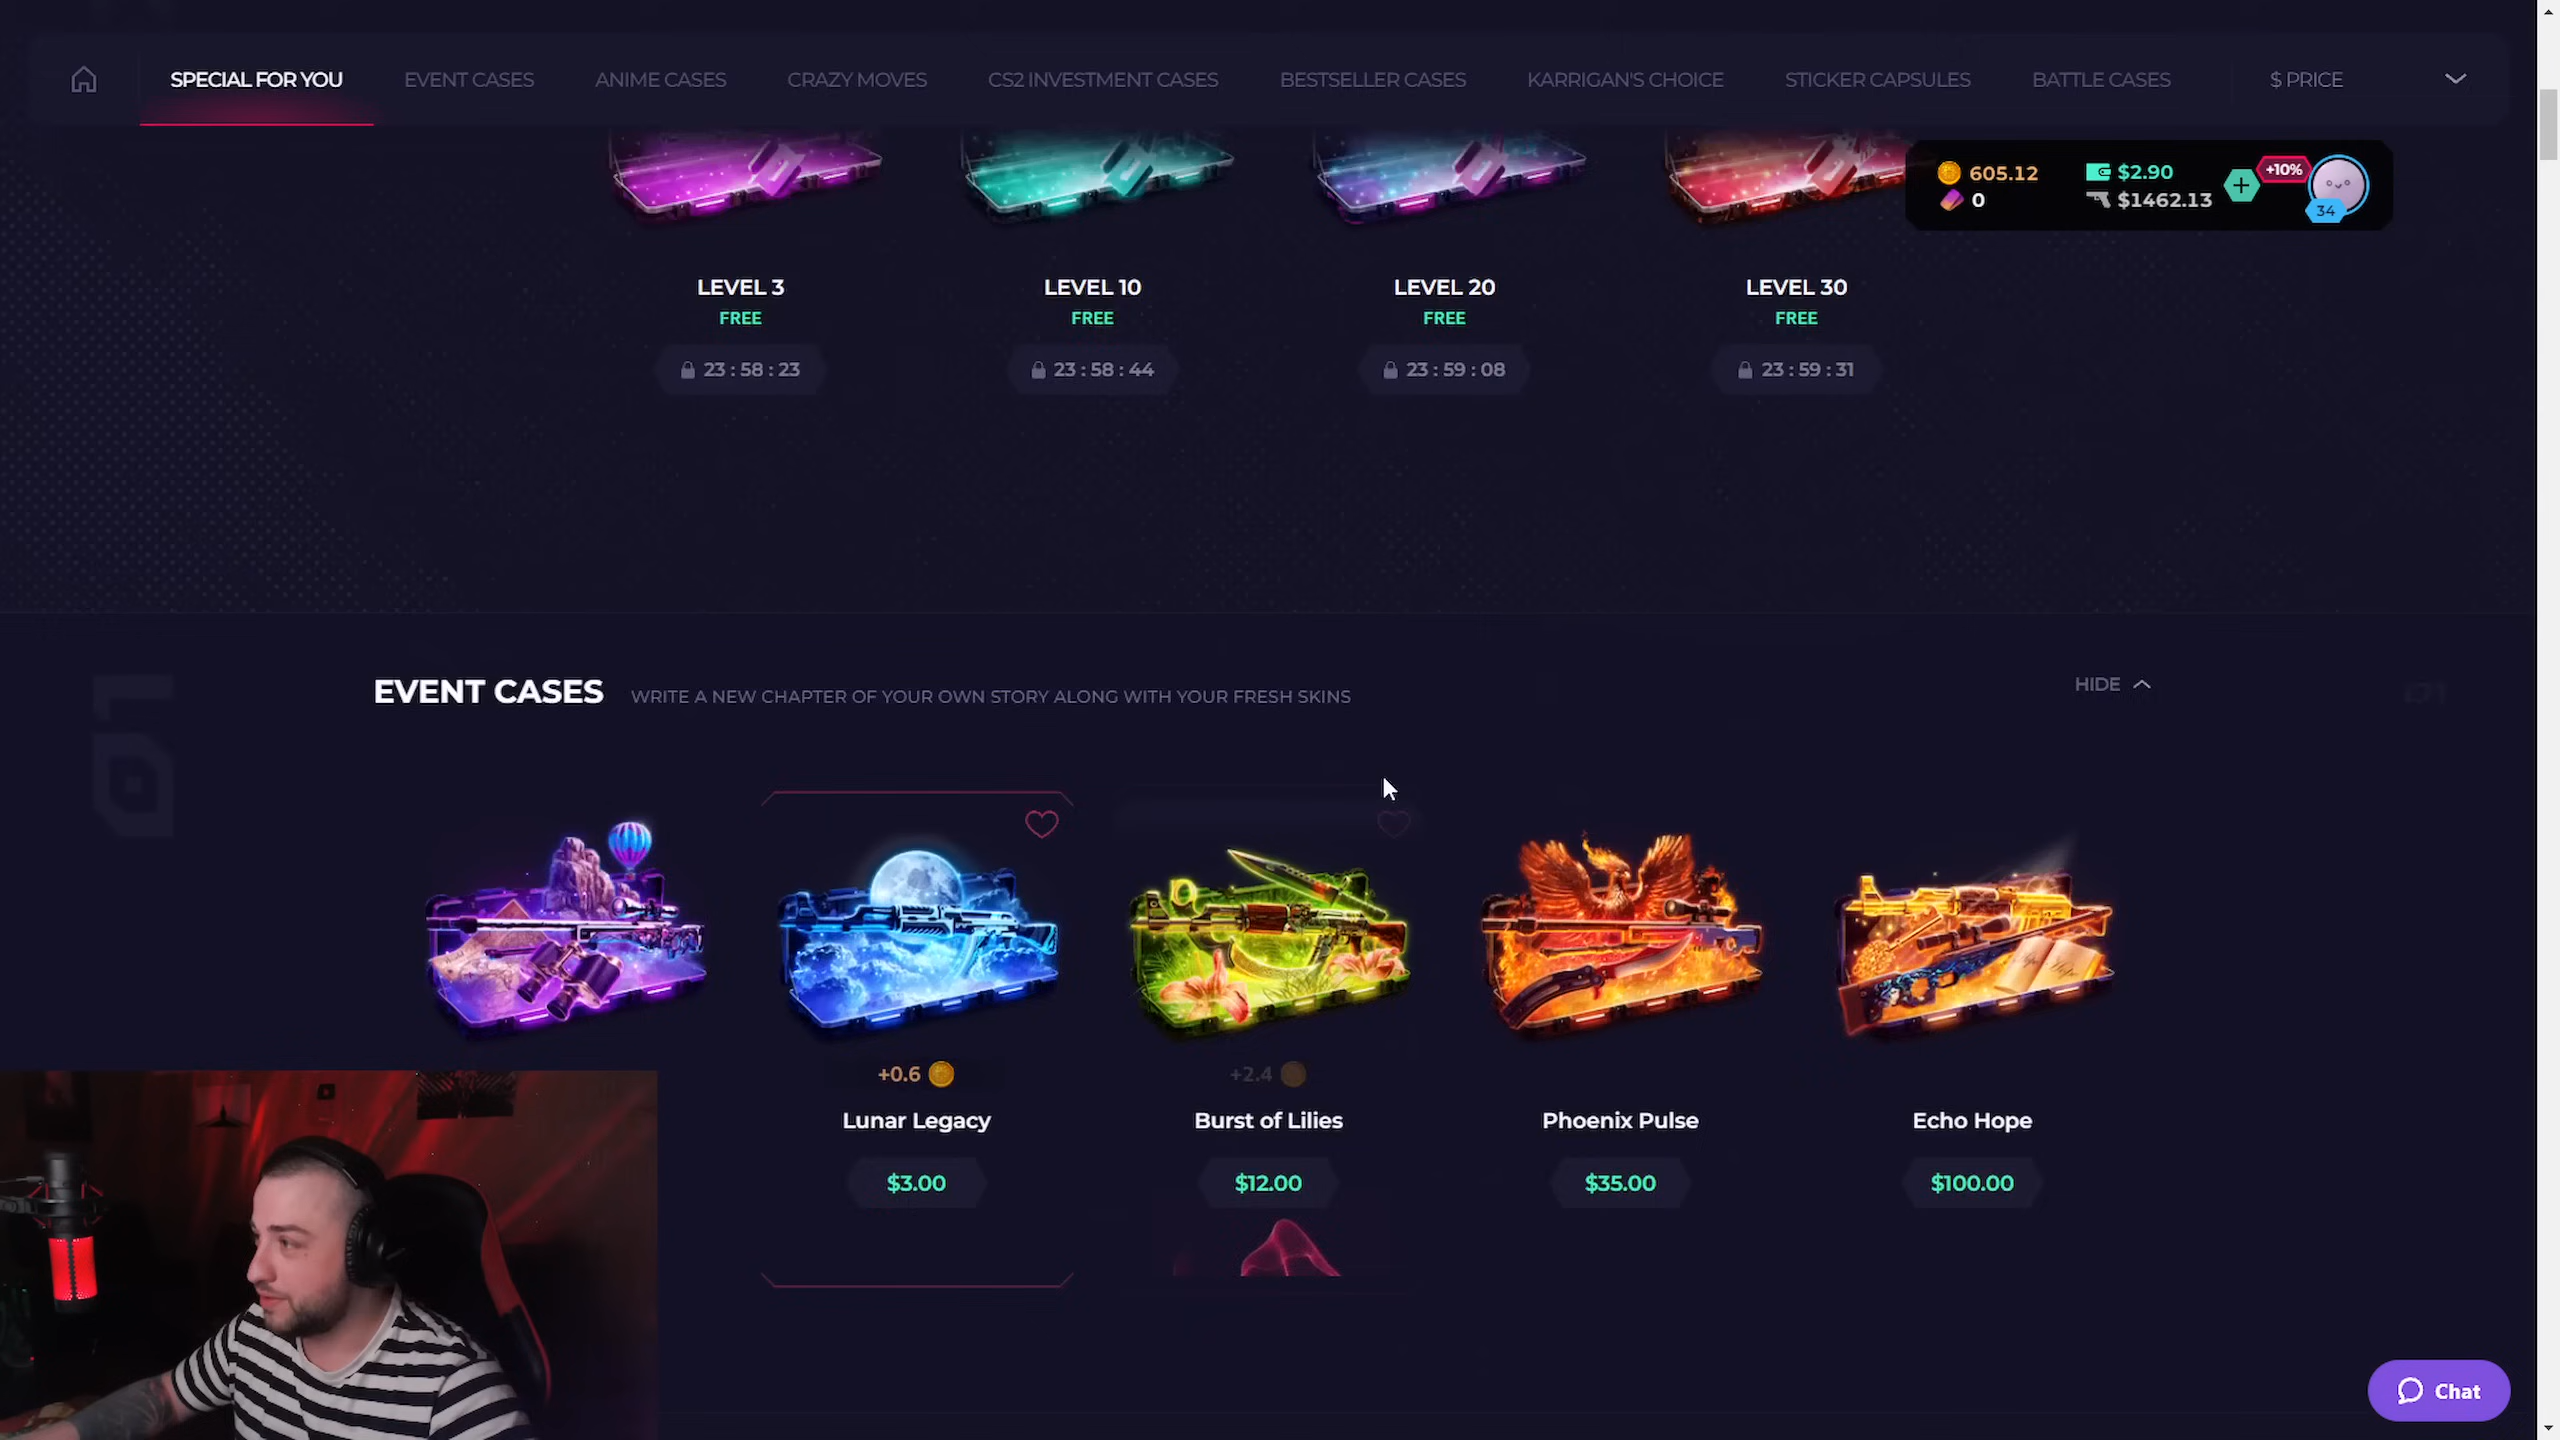 SPECIAL FOR YOU EVENT CASES ANIME CASES CRAZY MOVES CS2 INVESTMENT CASES BESTSELLER CASES KARRIGAN'S CHOICE STICKER CAPSULES BATTLE CASES $ PRICE
605.12 $2.90 +10%
0 $1462.13 34
LEVEL 3 LEVEL 10 LEVEL 20 LEVEL 30
FREE FREE FREE FREE
23 : 58 : 23 23 : 58 : 44 23 : 59 : 08 23 : 59 : 31
EVENT CASES WRITE A NEW CHAPTER OF YOUR OWN STORY ALONG WITH YOUR FRESH SKINS HIDE
01
+0.6 +2.4
Lunar Legacy Burst of Lilies Phoenix Pulse Echo Hope
$3.00 $12.00 $35.00 $100.00
Chat